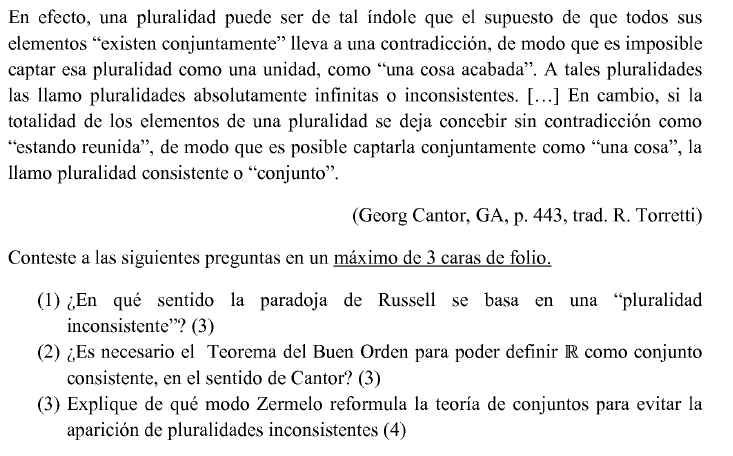 En efecto, una pluralidad puede ser de tal índole que el supuesto de que todos sus
elementos “existen conjuntamente” lleva a una contradicción, de modo que es imposible
captar esa pluralidad como una unidad, como “una cosa acabada”. A tales pluralidades
las llamo pluralidades absolutamente infinitas o inconsistentes. […] En cambio, si la
totalidad de los elementos de una pluralidad se deja concebir sin contradicción como
“estando reunida”, de modo que es posible captarla conjuntamente como “una cosa”, la
llamo pluralidad consistente o “conjunto”.
(Georg Cantor, GA, p. 443, trad. R. Torretti)
Conteste a las siguientes preguntas en un máximo de 3 caras de folio.
(1) ¿En qué sentido la paradoja de Russell se basa en una “pluralidad
inconsistente”? (3)
(2) ¿Es necesario el Teorema del Buen Orden para poder definir ℝ como conjunto
consistente, en el sentido de Cantor? (3)
(3) Explique de qué modo Zermelo reformula la teoría de conjuntos para evitar la
aparición de pluralidades inconsistentes (4)